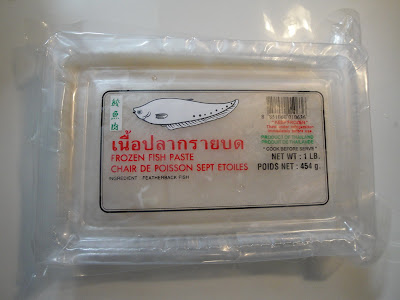 魚肉
เนื้อปลากรายบด
FROZEN FISH PASTE
CHAIR DE POISSON SEPT ETOILES
INGREDIENT : FEATHERBACK FISH
PRODUCT OF THAILAND
PRODUIT DE THAILANDE
" COOK BEFORE SERVE "
NET WT : 1 LB.
POIDS NET : 454 g.